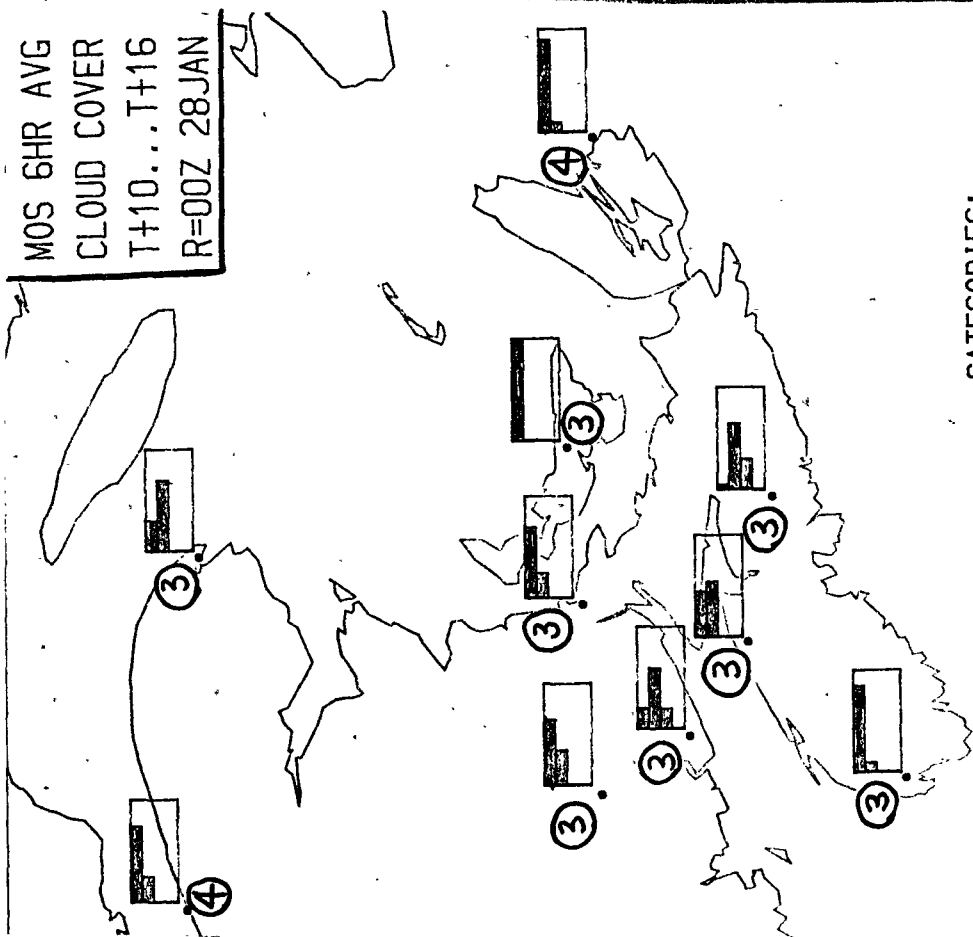 MOS 6HR AVG
CLOUD COVER
T+10...T+16
R=00Z 28JAN
4
3
3
3
3
3
3
3
3
4
CATEGORIES: